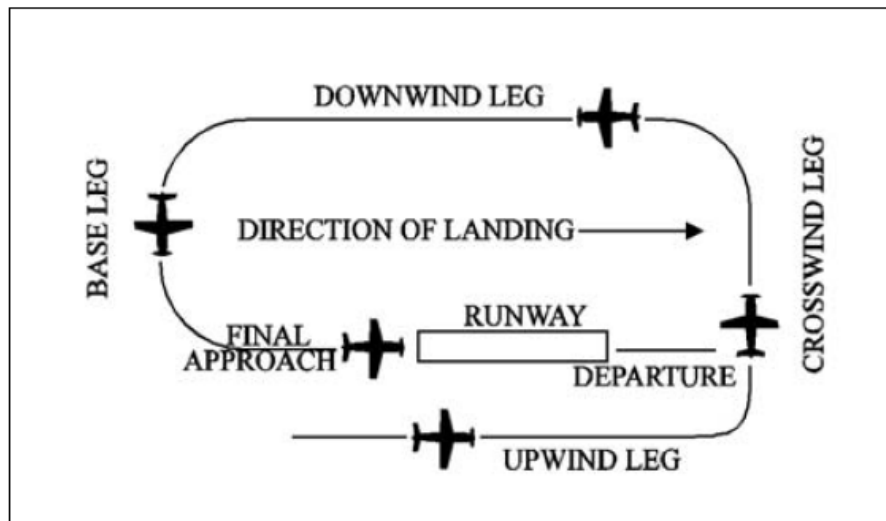 DOWNWIND LEG
BASE LEG
CROSSWIND LEG
DIRECTION OF LANDING
RUNWAY
FINAL
APPROACH
DEPARTURE
UPWIND LEG